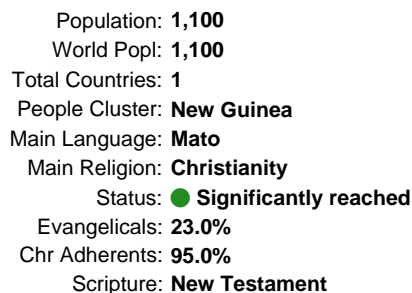 Population: 1,100
World Popl: 1,100
Total Countries: 1
People Cluster: New Guinea
Main Language: Mato
Main Religion: Christianity
Status: Significantly reached
Evangelicals: 23.0%
Chr Adherents: 95.0%
Scripture: New Testament